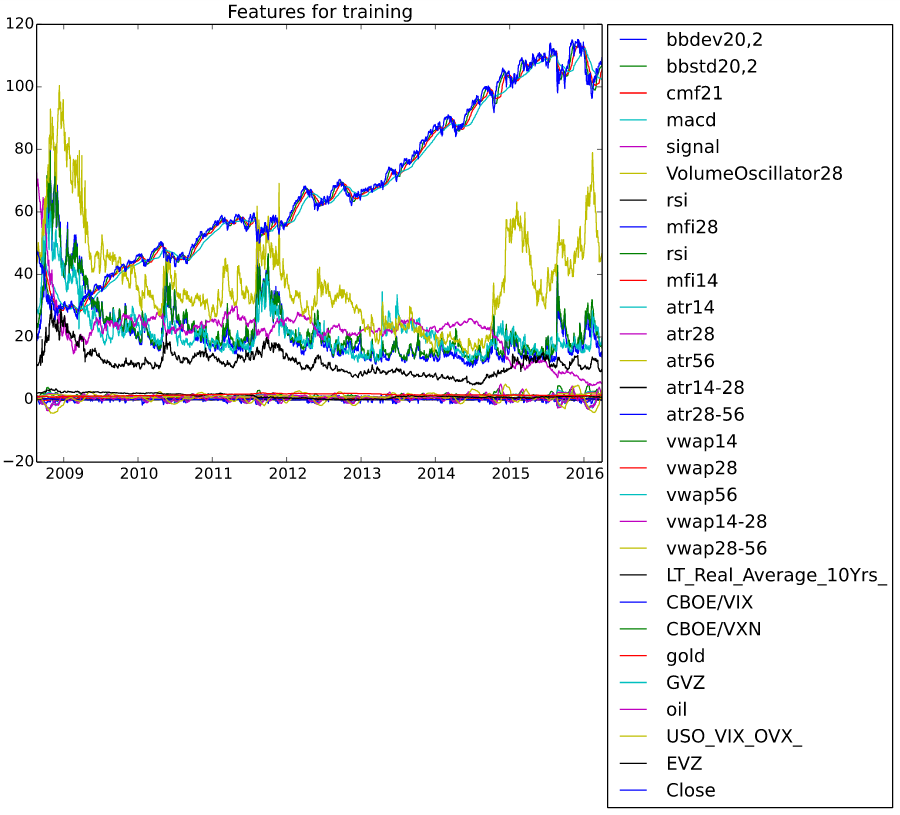 Features for training
120
100
80
60
40
20
0
−20
2009 2010 2011 2012 2013 2014 2015 2016
bbdev20,2
bbstd20,2
cmf21
macd
signal
VolumeOscillator28
rsi
mfi28
rsi
mfi14
atr14
atr28
atr56
atr14-28
atr28-56
vwap14
vwap28
vwap56
vwap14-28
vwap28-56
LT_Real_Average_10Yrs_
CBOE/VIX
CBOE/VXN
gold
GVZ
oil
USO_VIX_OVX_
EVZ
Close